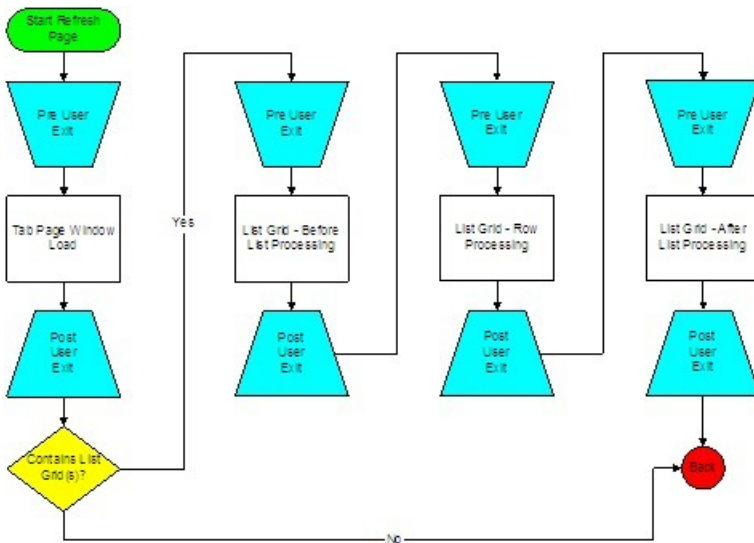 Start Refresh
Page
Pre User
Exit
Tab Page Window
Load
Post
User
Exit
Contains List
Grid(s)?
Yes
No
Pre User
Exit
List Grid - Before
List Processing
Post
User
Exit
Pre User
Exit
List Grid - Row
Processing
Post
User
Exit
Pre User
Exit
List Grid -After
List Processing
Post
User
Exit
Back